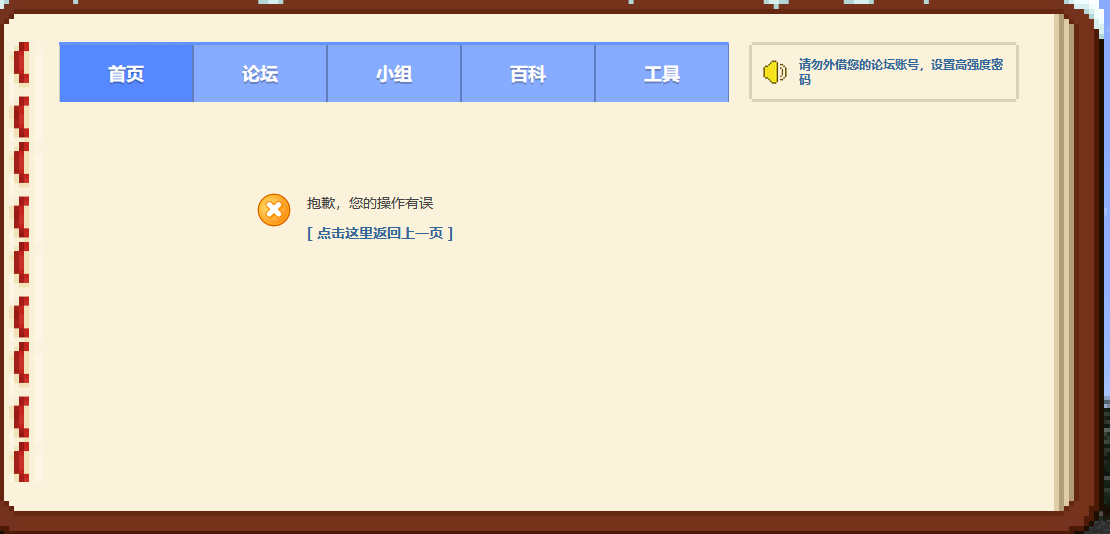 首页 论坛 小组 百科 工具
请勿外借您的论坛账号，设置高强度密
码
抱歉，您的操作有误
[ 点击这里返回上一页 ]